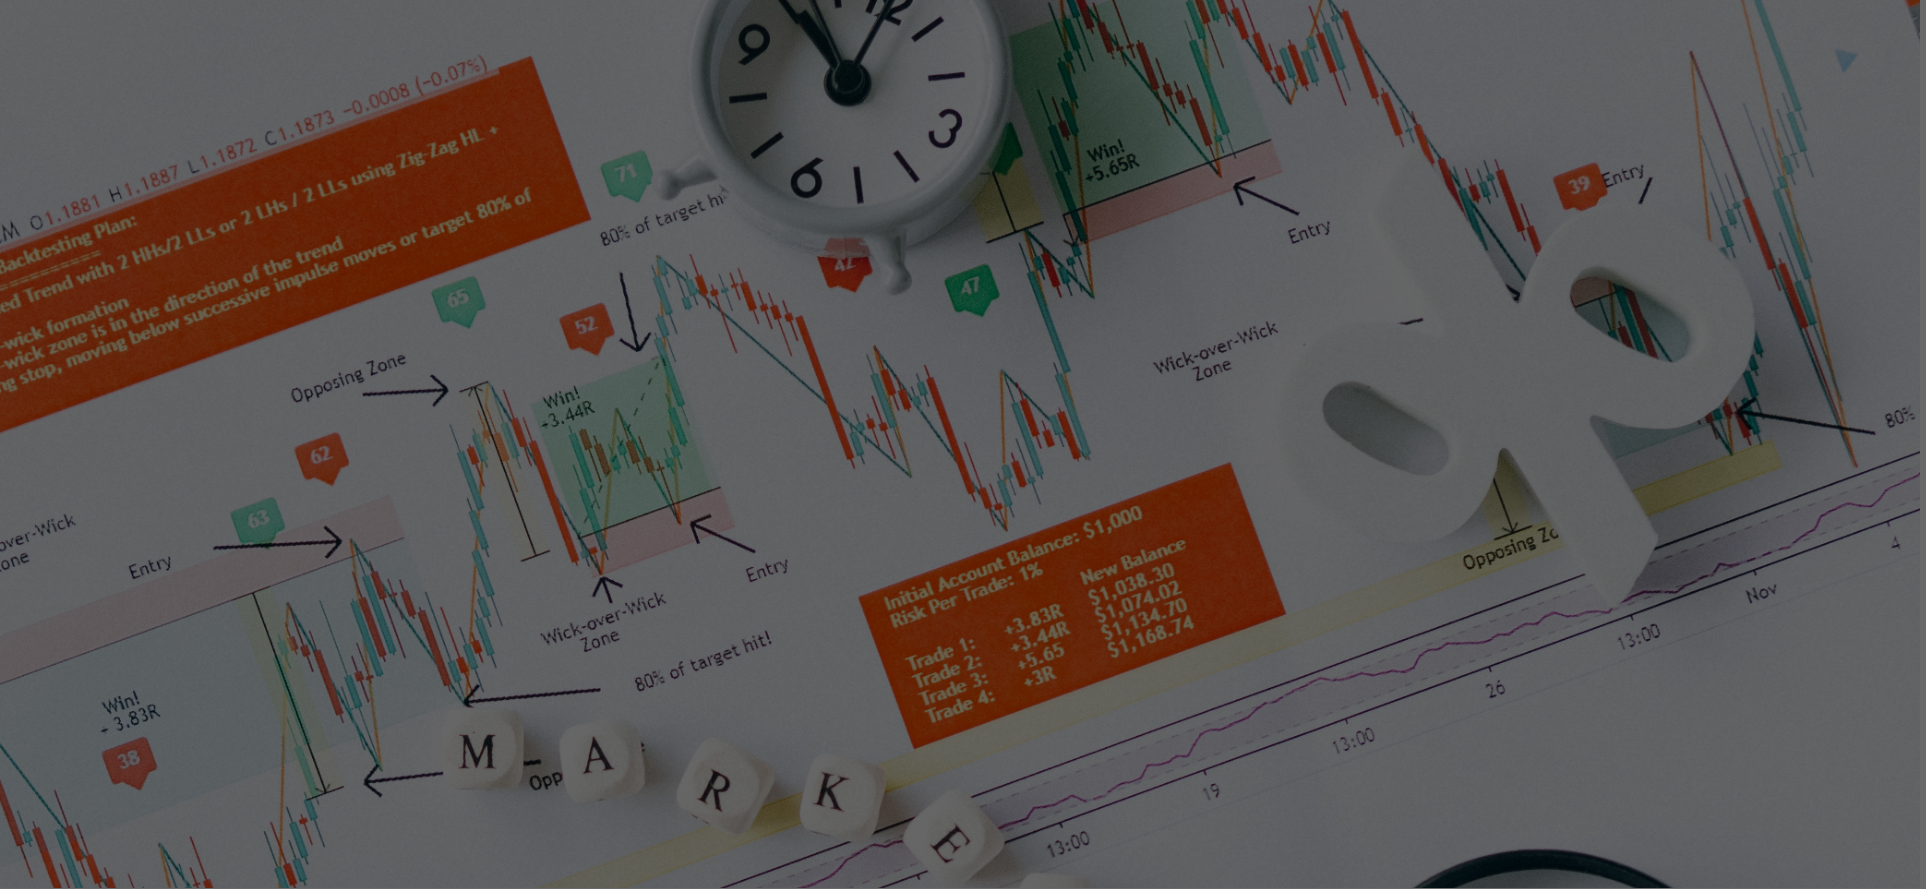 O1.1881 H1.1887 L1.1872 C1.1873 -0.0008 (-0.07%)
Backtesting Plan:
Trend with 2 HHs/2 LLs or 2 LHs / 2 LLs using Zig-Zag HL +
-wick formation
-wick zone is in the direction of the trend
stop, moving below successive impulse moves or target 80% of
9
12
3
6
71
80% of target
Win!
+5.65R
Entry
39
Entry
65
52
42
47
Opposing Zone
Win!
+3.44R
Wick-over-Wick
Zone
80%
62
63
over-Wick
Entry
Entry
Wick-over-Wick
Zone
80% of target hit!
Win!
+ 3.83R
38
Opp
Initial Account Balance: $1,000
Risk Per Trade: 1%
New Balance
Trade 1: +3.83R $1,038.30
Trade 2: +3.44R $1,074.02
Trade 3: +5.65 $1,134.70
Trade 4: +3R $1,168.74
Opposing
M A R K E
13:00
19
13:00
26
13:00
Nov
4